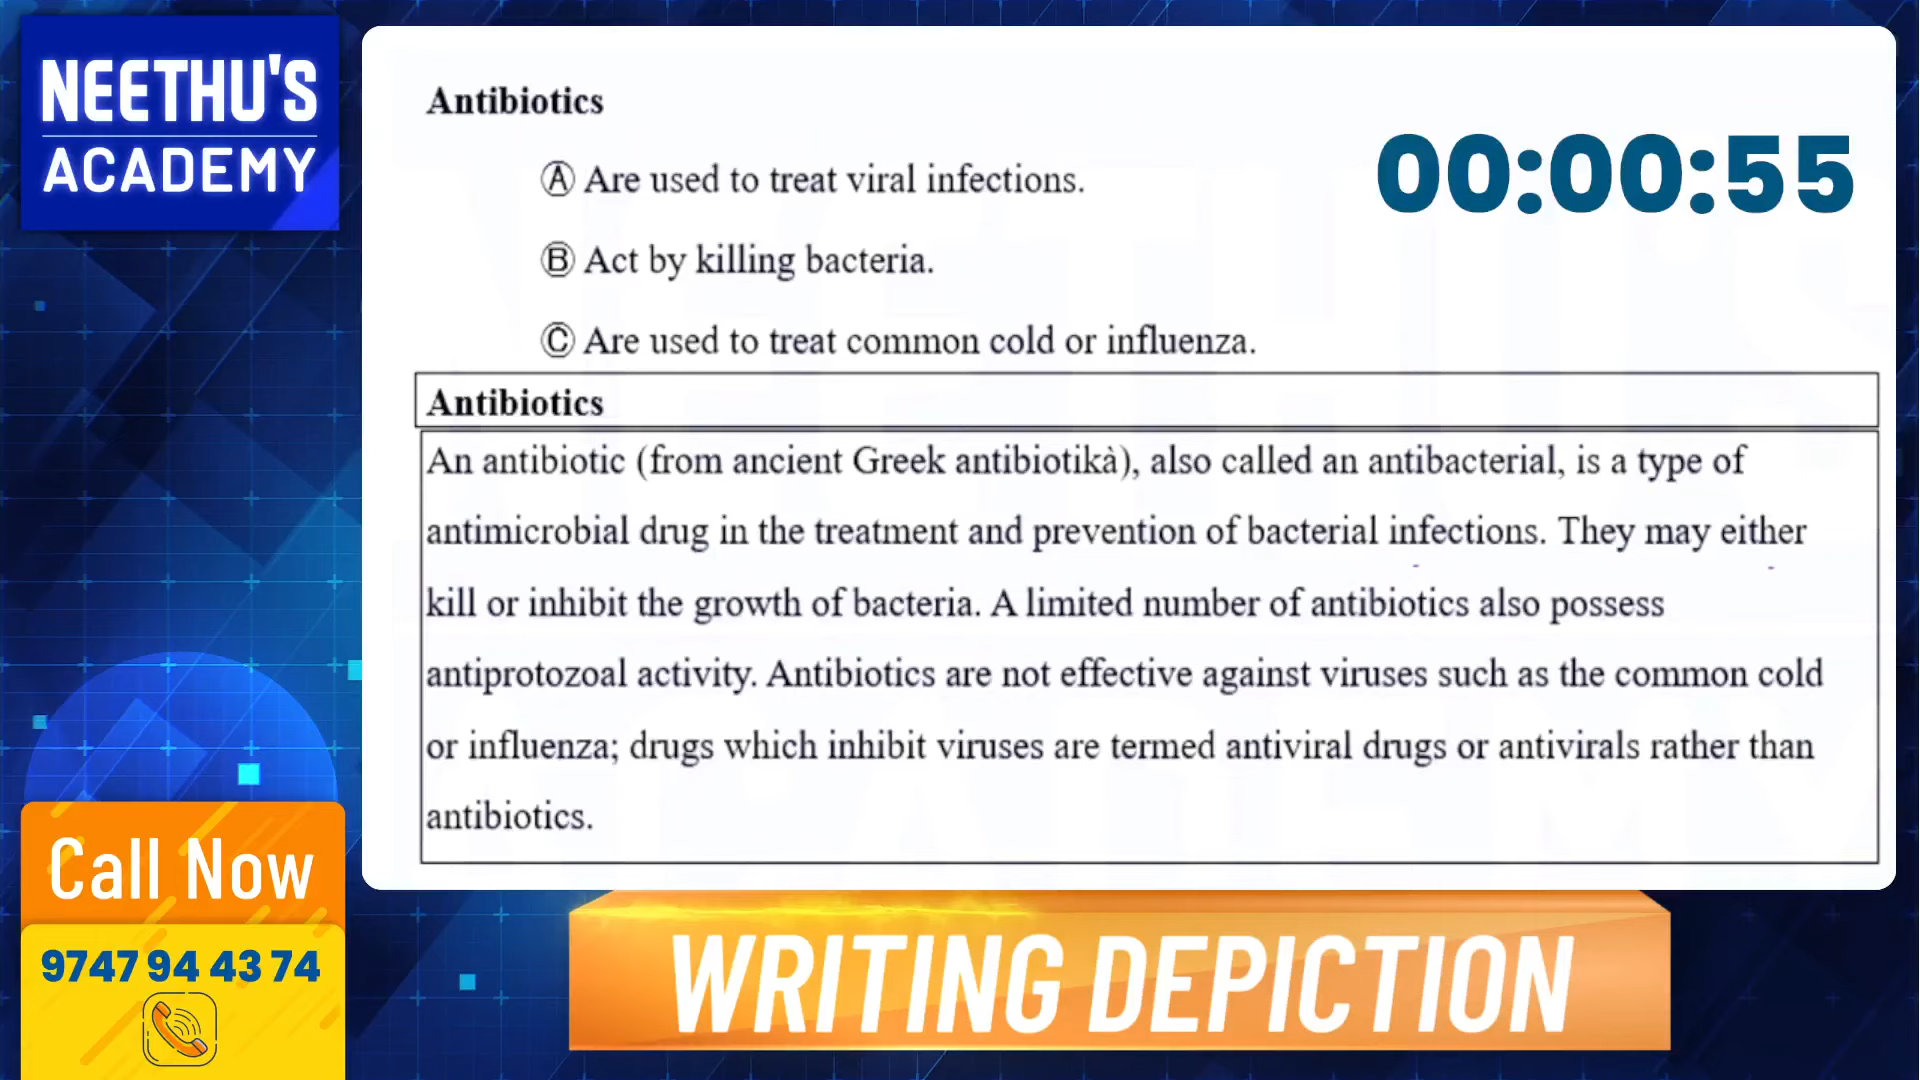 NEETHU'S
ACADEMY
Antibiotics
00:00:55
Ⓐ Are used to treat viral infections.
Ⓑ Act by killing bacteria.
Ⓒ Are used to treat common cold or influenza.
Antibiotics
An antibiotic (from ancient Greek antibiotikà), also called an antibacterial, is a type of
antimicrobial drug in the treatment and prevention of bacterial infections. They may either
kill or inhibit the growth of bacteria. A limited number of antibiotics also possess
antiprotozoal activity. Antibiotics are not effective against viruses such as the common cold
or influenza; drugs which inhibit viruses are termed antiviral drugs or antivirals rather than
antibiotics.
Call Now
9747 94 43 74
WRITING DEPICTION